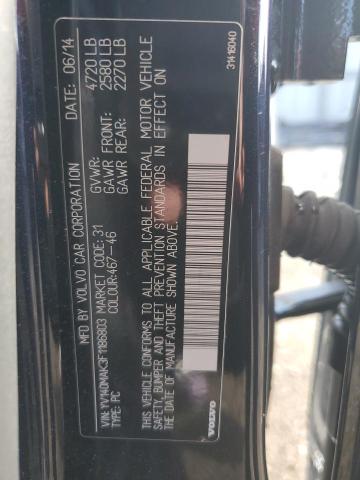 MFD BY VOLVO CAR CORPORATION DATE: 06/14
GVWR: 4720 LB
GAWR FRONT: 2580 LB
GAWR REAR: 2270 LB
VIN: YV140MAK3F1186803 MARKET CODE: 31
TYPE: PC COLOUR: 467-46
THIS VEHICLE CONFORMS TO ALL APPLICABLE FEDERAL MOTOR VEHICLE
SAFETY, BUMPER AND THEFT PREVENTION STANDARDS IN EFFECT ON
THE DATE OF MANUFACTURE SHOWN ABOVE.
VOLVO
31416040